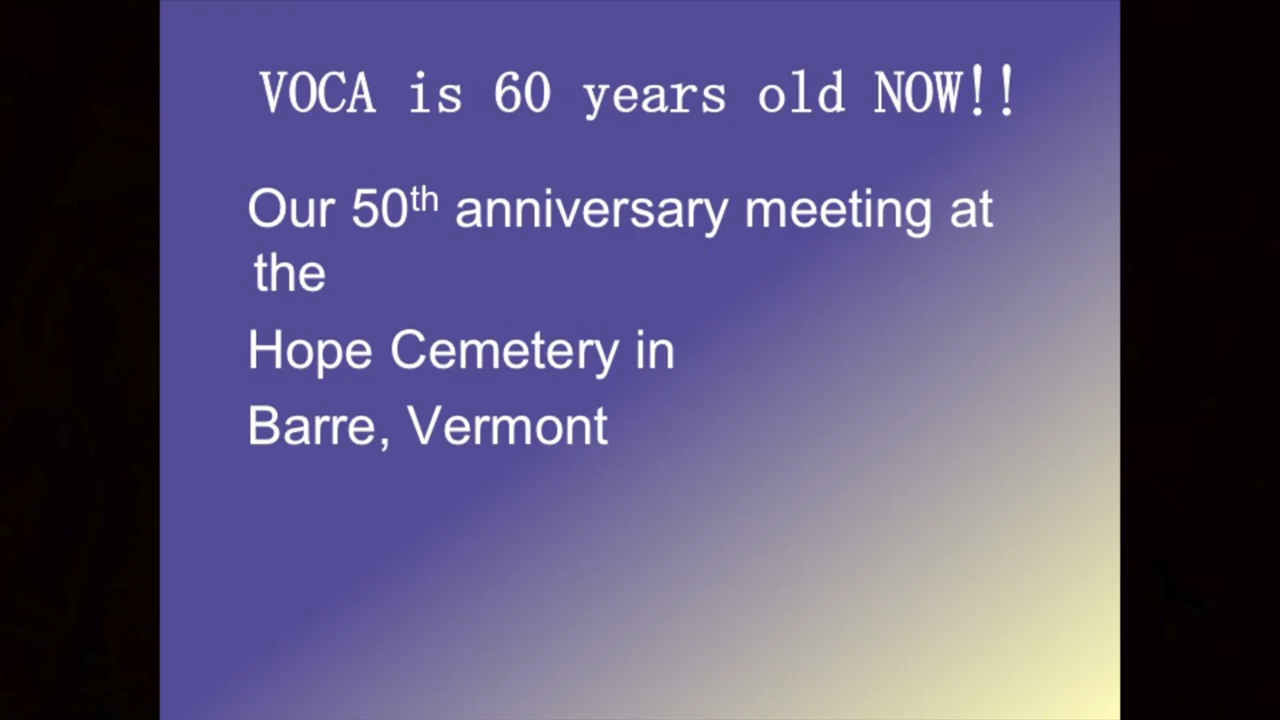 VOCA is 60 years old NOW!!
Our 50th anniversary meeting at
the
Hope Cemetery in
Barre, Vermont